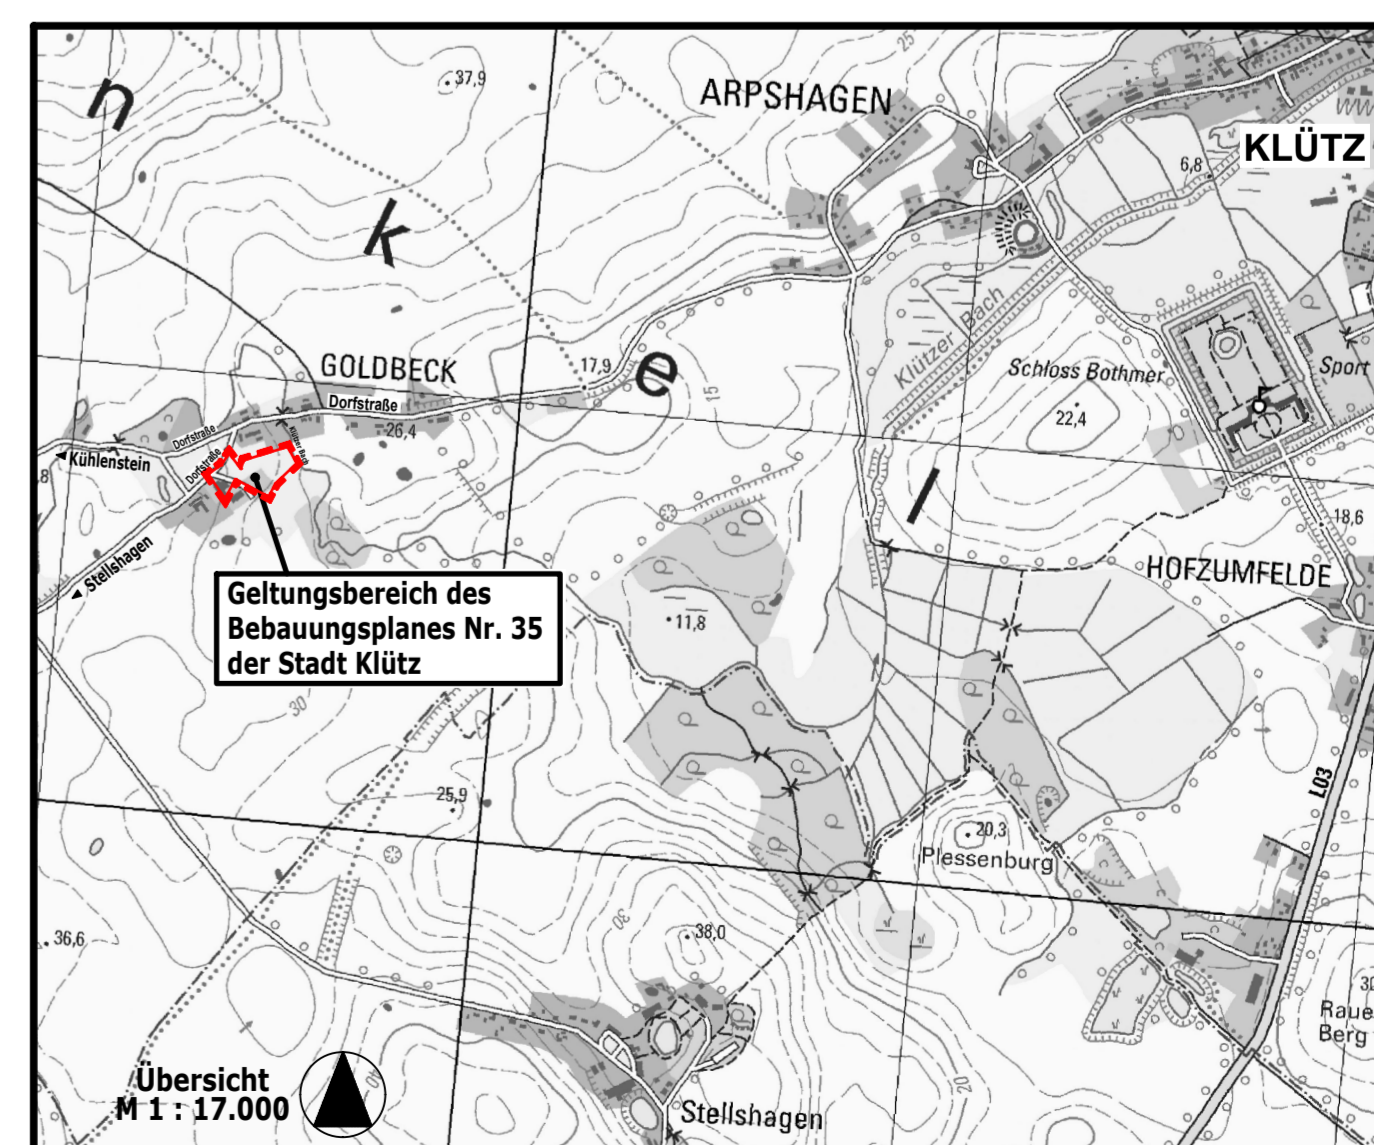 n
37,9
25
ARPSHAGEN
KLÜTZ
6,8
k
Klützer Bach
GOLDBECK
17,9
e
15
Schloss Bothmer
Sport
22,4
Dorfstraße
26,4
Dorfstraße
Klützer Bach
Dorfstraße
Kühlenstein
,8
Stellshagen
18,6
HOFZUMFELDE
Geltungsbereich des
Bebauungsplanes Nr. 35
der Stadt Klütz
11,8
30
L03
25,9
20,3
Plessenburg
36,6
30
38,0
Raue
Berg
40
20
Übersicht
M 1 : 17.000
Stellshagen